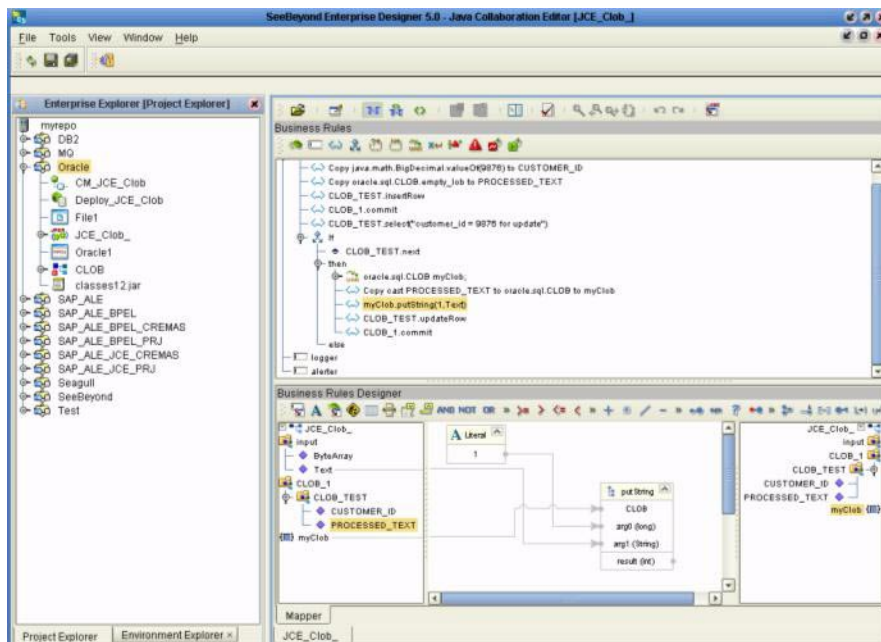 SeeBeyond Enterprise Designer 5.0 - Java Collaboration Editor [JCE_Clob_]
File Tools View Window Help
Enterprise Explorer [Project Explorer]
myrepo
DB2
MQ
Oracle
CM_JCE_Clob
Deploy_JCE_Clob
File1
JCE_Clob_
Oracle1
CLOB
classes12.jar
SAP_ALE
SAP_ALE_BPEL
SAP_ALE_BPEL_CREMAS
SAP_ALE_BPEL_PRJ
SAP_ALE_JCE_CREMAS
SAP_ALE_JCE_PRJ
Seagull
SeeBeyond
Test
Project Explorer
Environment Explorer ×
Business Rules
Copy java.math.BigDecimal.valueOf(9876) to CUSTOMER_ID
Copy oracle.sql.CLOB.empty_lob to PROCESSED_TEXT
CLOB_TEST.insertRow
CLOB_1.commit
CLOB_TEST.select("customer_id = 9876 for update")
If
CLOB_TEST.next
then
oracle.sql.CLOB myClob;
Copy cast PROCESSED_TEXT to oracle.sql.CLOB to myClob
myClob.putString(1,Text)
CLOB_TEST.updateRow
CLOB_1.commit
else
logger
alerter
Business Rules Designer
AND NOT OR
JCE_Clob_
input
ByteArray
Text
CLOB_1
CLOB_TEST
CUSTOMER_ID
PROCESSED_TEXT
myClob
A Literal
1
putString
CLOB
arg0 (long)
arg1 (String)
result (int)
JCE_Clob_
input
CLOB_1
CLOB_TEST
CUSTOMER_ID
PROCESSED_TEXT
myClob
Mapper
JCE_Clob_